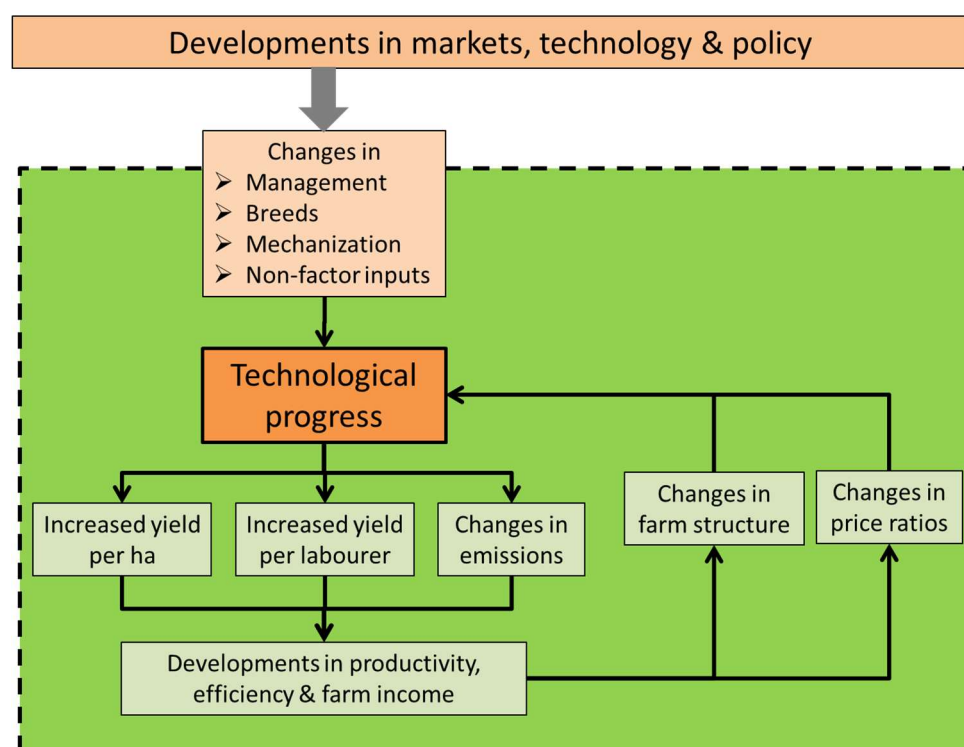 Developments in markets, technology & policy
Changes in
➢ Management
➢ Breeds
➢ Mechanization
➢ Non-factor inputs
Technological
progress
Increased yield
per ha
Increased yield
per labourer
Changes in
emissions
Changes in
farm structure
Changes in
price ratios
Developments in productivity,
efficiency & farm income